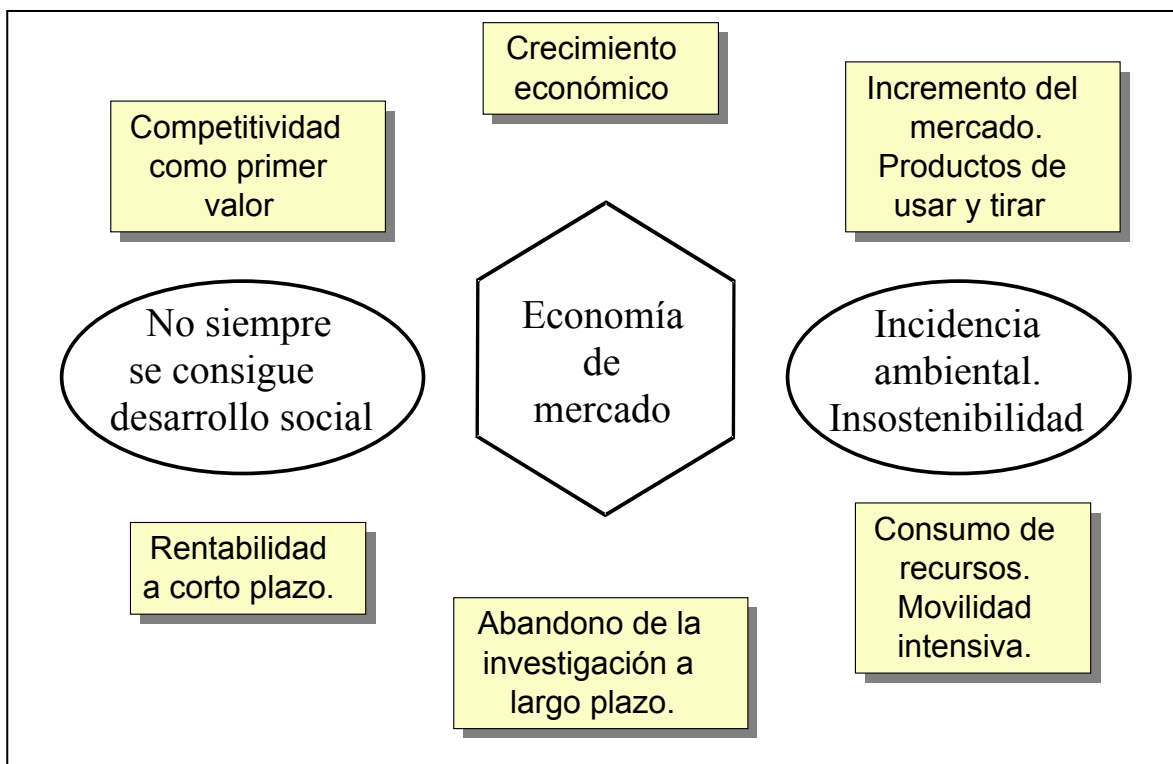 Crecimiento
económico
Competitividad
como primer
valor
Incremento del
mercado.
Productos de
usar y tirar
No siempre
se consigue
desarrollo social
Economía
de
mercado
Incidencia
ambiental.
Insostenibilidad
Rentabilidad
a corto plazo.
Abandono de la
investigación a
largo plazo.
Consumo de
recursos.
Movilidad
intensiva.